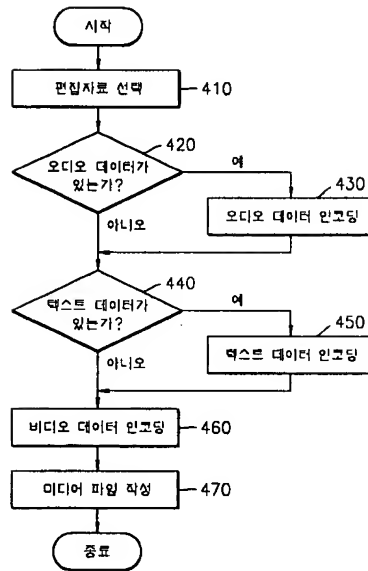 시작
편집자료 선택
410
420
오디오 데이터가
있는가?
예
430
오디오 데이터 인코딩
아니오
440
텍스트 데이터가
있는가?
예
450
텍스트 데이터 인코딩
아니오
비디오 데이터 인코딩
460
미디어 파일 작성
470
종료